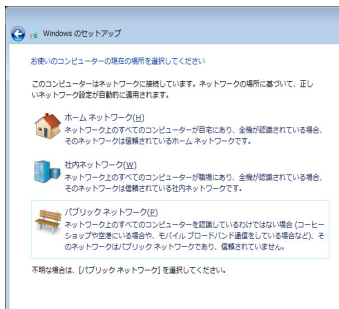 Windows のセットアップ
お使いのコンピューターの現在の場所を選択してください
このコンピューターはネットワークに接続しています。ネットワークの場所に基づいて、正し
いネットワーク設定が自動的に適用されます。
ホーム ネットワーク(H)
ネットワーク上のすべてのコンピューターが自宅にあり、全機が認識されている場合、
そのネットワークは信頼されているホーム ネットワークです。
社内ネットワーク(W)
ネットワーク上のすべてのコンピューターが職場にあり、全機が認識されている場合、
そのネットワークは信頼されている社内ネットワークです。
パブリック ネットワーク(P)
ネットワーク上のすべてのコンピューターを認識しているわけではない場合 (コーヒー
ショップや空港にいる場合や、モバイル ブロードバンド通信をしている場合など)、そ
のネットワークはパブリック ネットワークであり、信頼されていません。
不明な場合は、[パブリック ネットワーク] を選択してください。